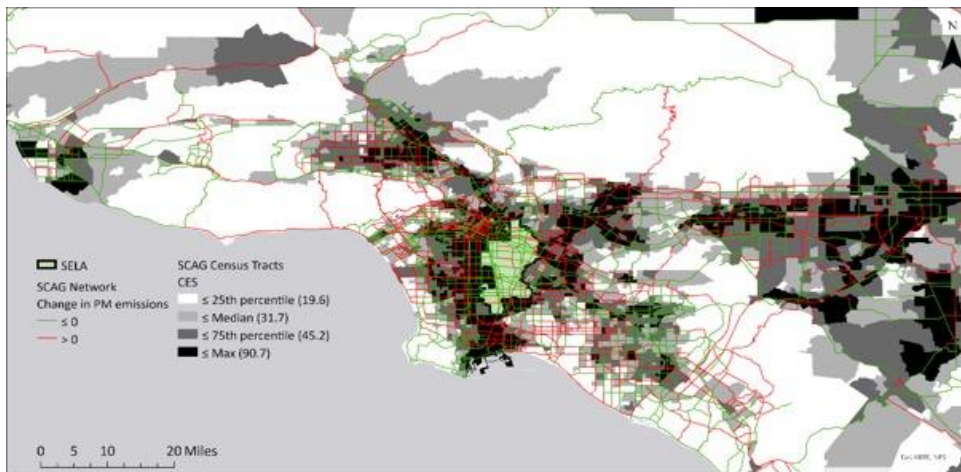 N
SELA
SCAG Network
Change in PM emissions
≤ 0
> 0
SCAG Census Tracts
CES
≤ 25th percentile (19.6)
≤ Median (31.7)
≤ 75th percentile (45.2)
≤ Max (90.7)
0 5 10 20 Miles